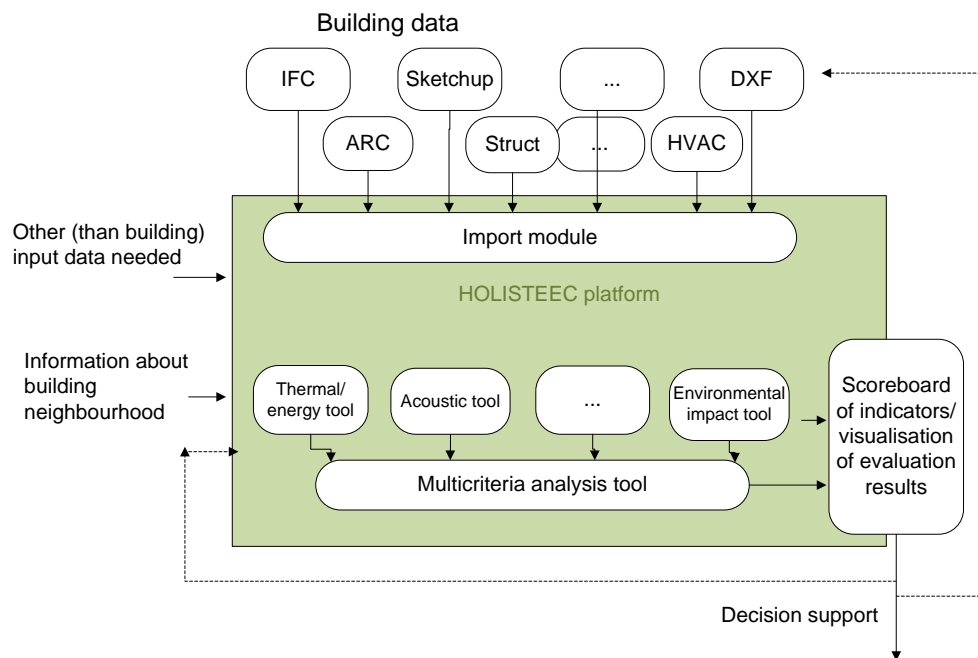 Building data
IFC
Sketchup
...
DXF
ARC
Struct
...
HVAC
Import module
Other (than building)
input data needed
HOLISTEEC platform
Information about
building
neighbourhood
Thermal/
energy tool
Acoustic tool
...
Environmental
impact tool
Scoreboard
of indicators/
visualisation
of evaluation
results
Multicriteria analysis tool
Decision support